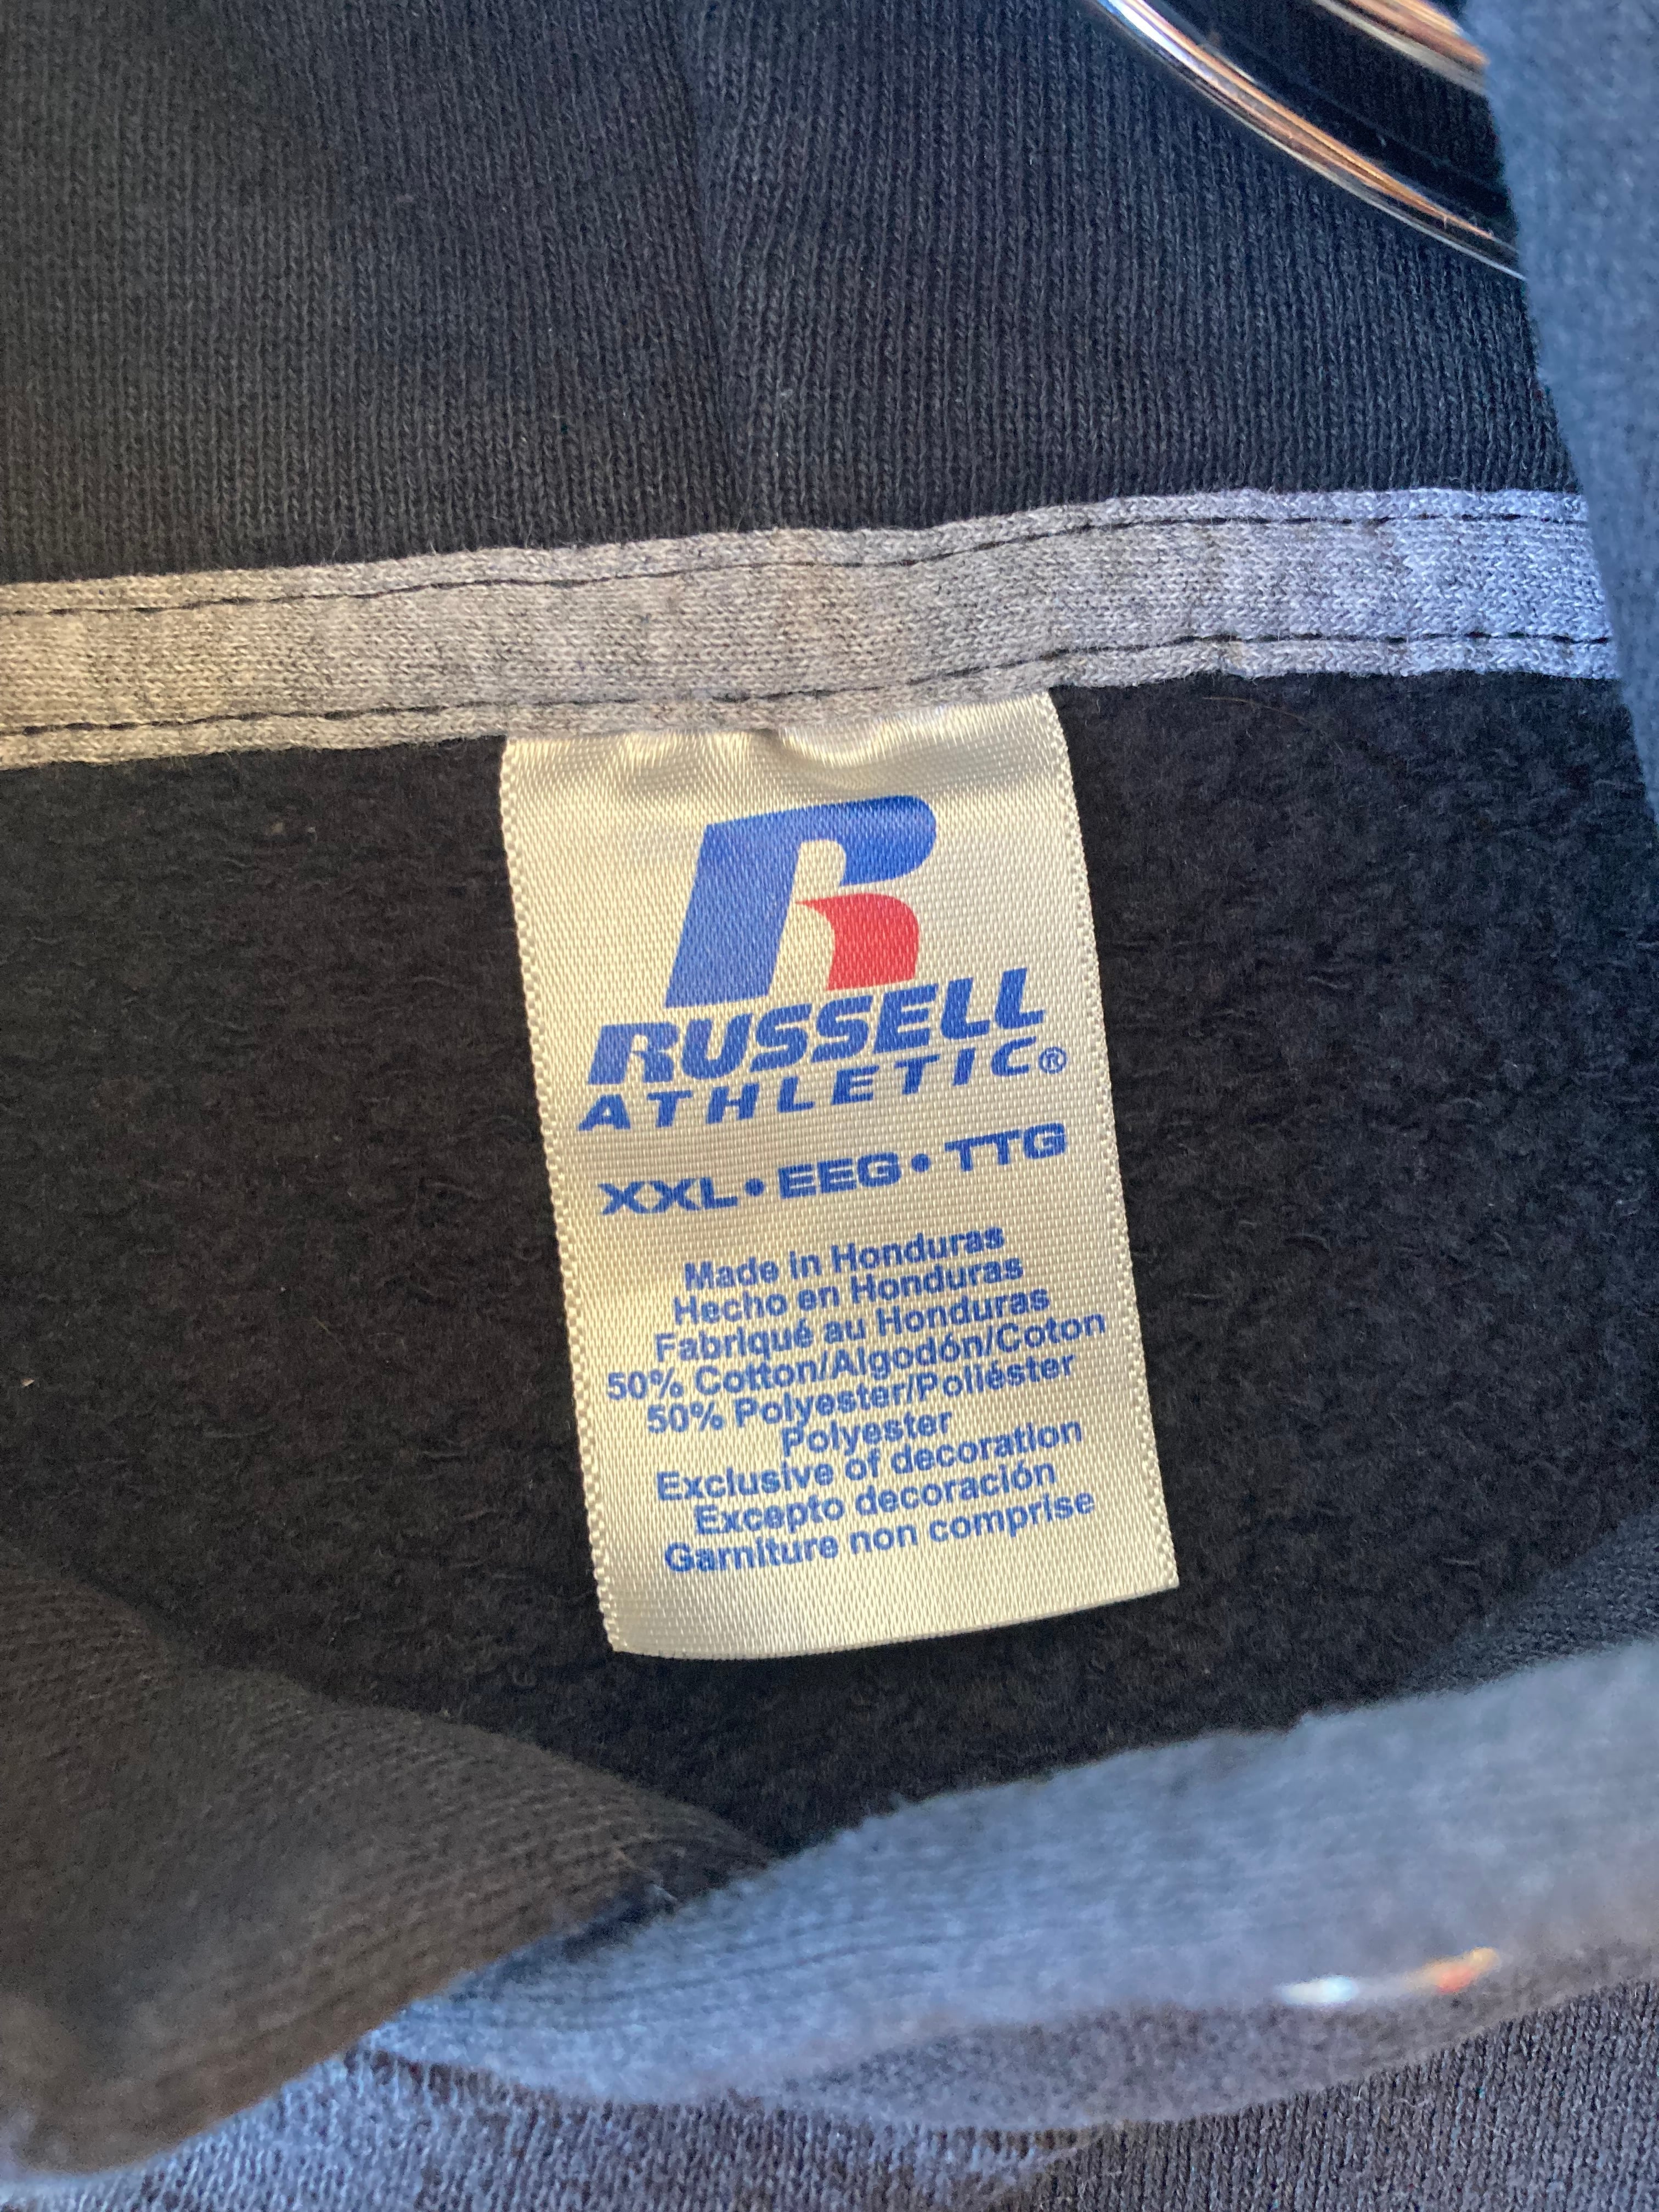 R
RUSSELL
ATHLETIC®
XXL • EEG • TTG
Made in Honduras
Hecho en Honduras
Fabriqué au Honduras
50% Cotton/Algodón/Coton
50% Polyester/Poliéster
Polyester
Exclusive of decoration
Excepto decoración
Garniture non comprise